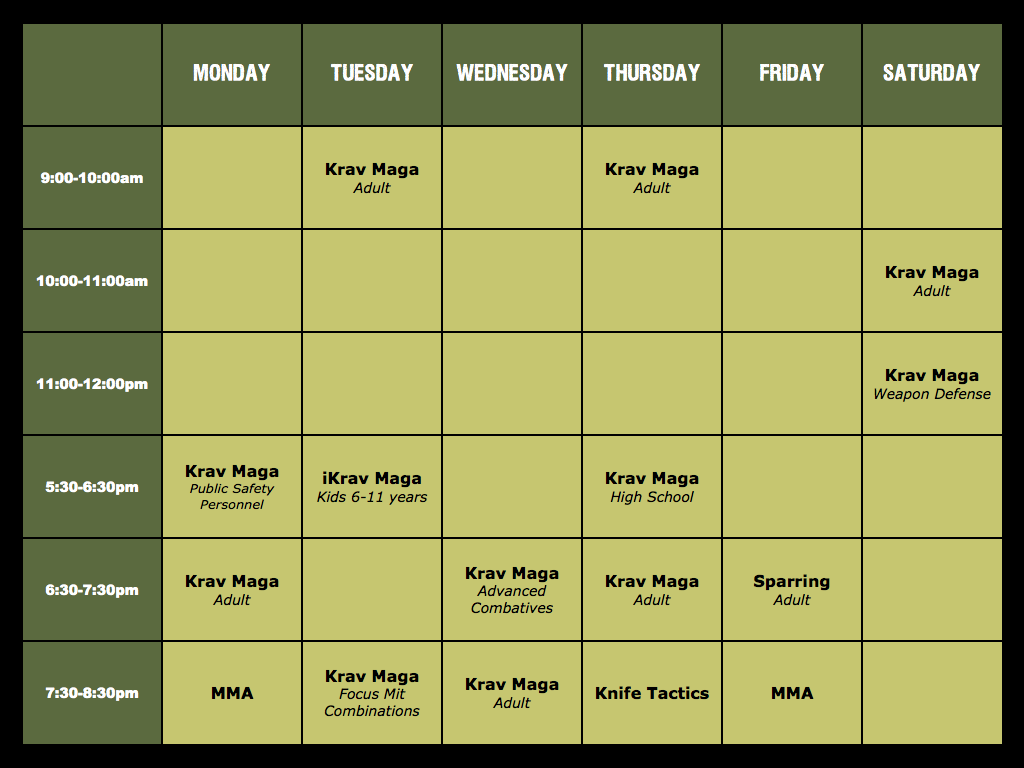 MONDAY TUESDAY WEDNESDAY THURSDAY FRIDAY SATURDAY
9:00-10:00am
Krav Maga
Adult
Krav Maga
Adult
10:00-11:00am
Krav Maga
Adult
11:00-12:00pm
Krav Maga
Weapon Defense
5:30-6:30pm
Krav Maga
Public Safety
Personnel
iKrav Maga
Kids 6-11 years
Krav Maga
High School
6:30-7:30pm
Krav Maga
Adult
Krav Maga
Advanced
Combatives
Krav Maga
Adult
Sparring
Adult
7:30-8:30pm
MMA
Krav Maga
Focus Mit
Combinations
Krav Maga
Adult
Knife Tactics
MMA